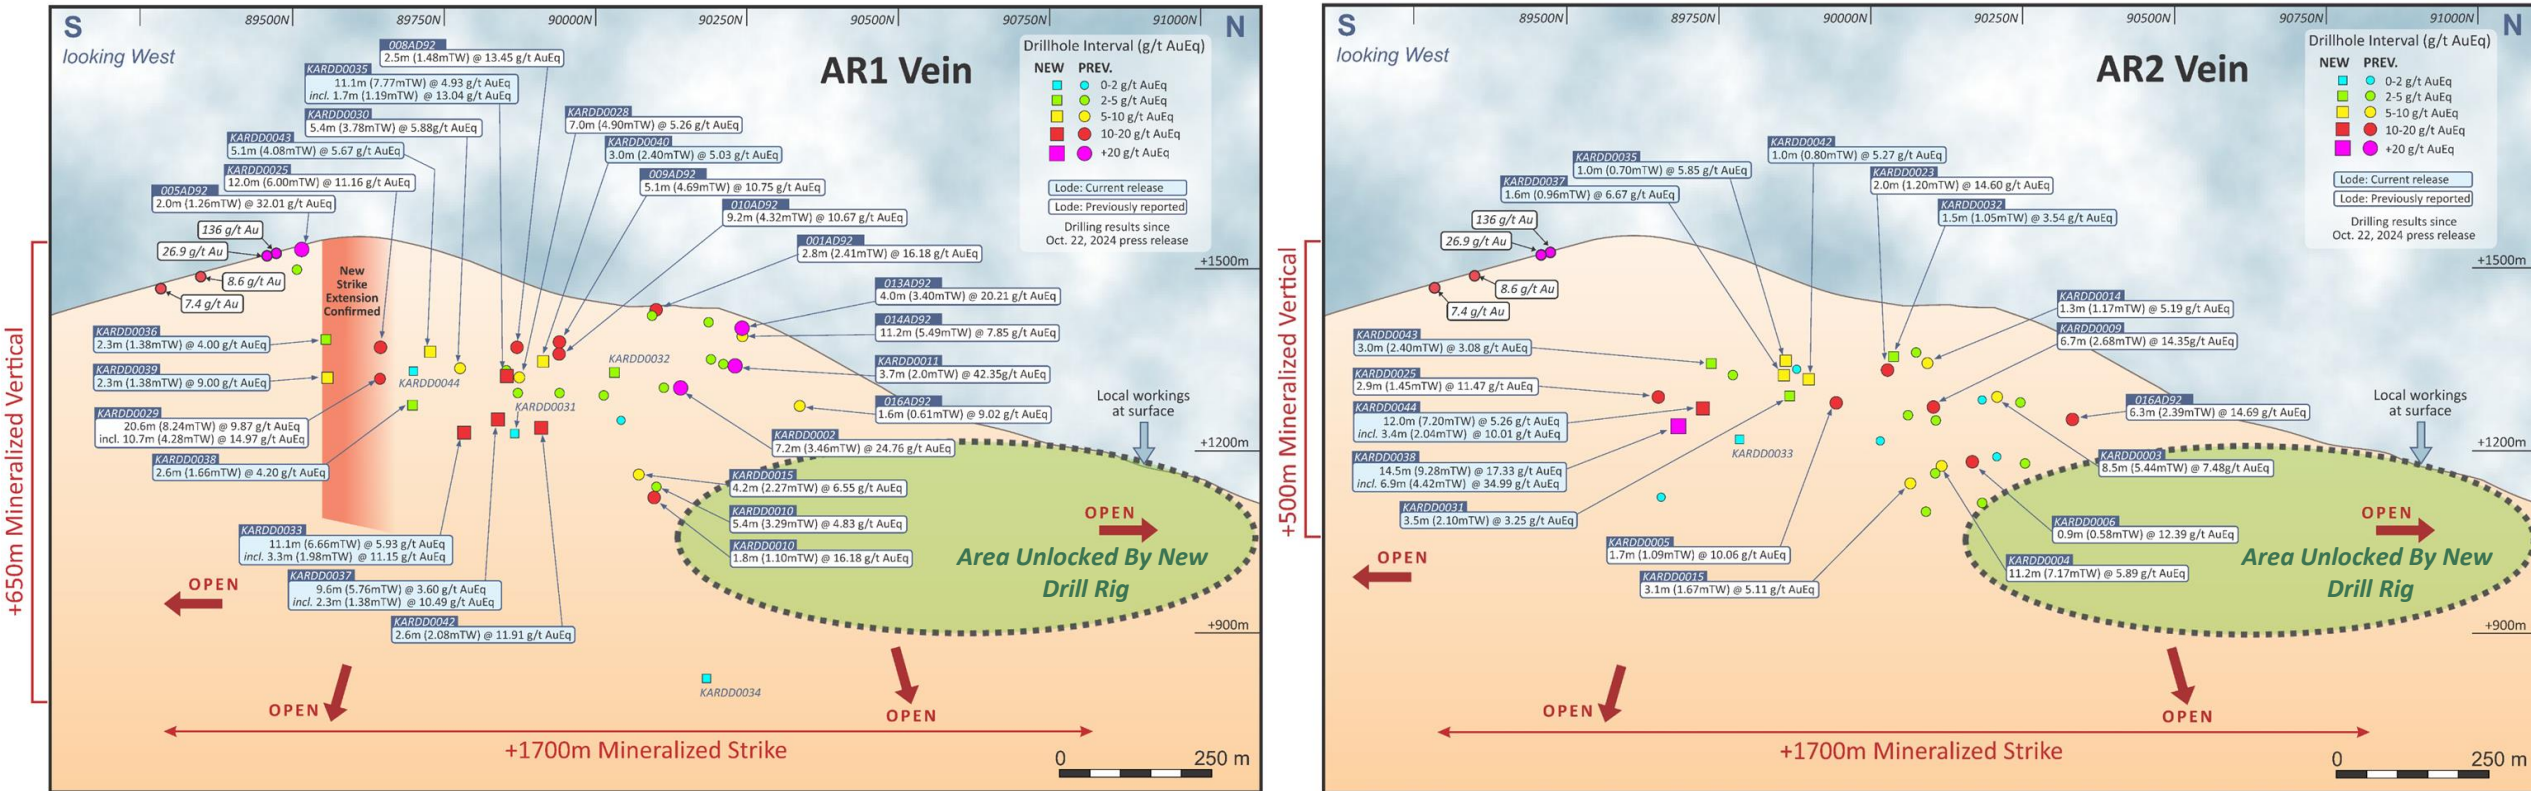 S
looking West
89500N
89750N
90000N
90250N
90500N
90750N
91000N
N
AR1 Vein
Drillhole Interval (g/t AuEq)
NEW PREV.
0-2 g/t AuEq
2-5 g/t AuEq
5-10 g/t AuEq
10-20 g/t AuEq
+20 g/t AuEq
Lode: Current release
Lode: Previously reported
Drilling results since
Oct. 22, 2024 press release
008AD92
2.5m (1.48mTW) @ 13.45 g/t AuEq
KARDD0035
11.1m (7.77mTW) @ 4.93 g/t AuEq
incl. 1.7m (1.19mTW) @ 13.04 g/t AuEq
KARDD0030
5.4m (3.78mTW) @ 5.88g/t AuEq
KARDD0043
5.1m (4.08mTW) @ 5.67 g/t AuEq
KARDD0025
12.0m (6.00mTW) @ 11.16 g/t AuEq
005AD92
2.0m (1.26mTW) @ 32.01 g/t AuEq
KARDD0028
7.0m (4.90mTW) @ 5.26 g/t AuEq
KARDD0040
3.0m (2.40mTW) @ 5.03 g/t AuEq
009AD92
5.1m (4.69mTW) @ 10.75 g/t AuEq
010AD92
9.2m (4.32mTW) @ 10.67 g/t AuEq
001AD92
2.8m (2.41mTW) @ 16.18 g/t AuEq
013AD92
4.0m (3.40mTW) @ 20.21 g/t AuEq
014AD92
11.2m (5.49mTW) @ 7.85 g/t AuEq
KARDD0011
3.7m (2.0mTW) @ 42.35g/t AuEq
016AD92
1.6m (0.61mTW) @ 9.02 g/t AuEq
KARDD0002
7.2m (3.46mTW) @ 24.76 g/t AuEq
KARDD0015
4.2m (2.27mTW) @ 6.55 g/t AuEq
KARDD0010
5.4m (3.29mTW) @ 4.83 g/t AuEq
KARDD0010
1.8m (1.10mTW) @ 16.18 g/t AuEq
136 g/t Au
26.9 g/t Au
8.6 g/t Au
7.4 g/t Au
New
Strike
Extension
Confirmed
KARDD0036
2.3m (1.38mTW) @ 4.00 g/t AuEq
KARDD0039
2.3m (1.38mTW) @ 9.00 g/t AuEq
KARDD0029
20.6m (8.24mTW) @ 9.87 g/t AuEq
incl. 10.7m (4.28mTW) @ 14.97 g/t AuEq
KARDD0038
2.6m (1.66mTW) @ 4.20 g/t AuEq
KARDD0033
11.1m (6.66mTW) @ 5.93 g/t AuEq
incl. 3.3m (1.98mTW) @ 11.15 g/t AuEq
KARDD0037
9.6m (5.76mTW) @ 3.60 g/t AuEq
incl. 2.3m (1.38mTW) @ 10.49 g/t AuEq
KARDD0042
2.6m (2.08mTW) @ 11.91 g/t AuEq
KARDD0044
KARDD0031
KARDD0032
KARDD0034
+1500m
+1200m
+900m
Local workings
at surface
OPEN
Area Unlocked By New
Drill Rig
OPEN
OPEN
OPEN
+650m Mineralized Vertical
+1700m Mineralized Strike
0 250 m
S
looking West
89500N
89750N
90000N
90250N
90500N
90750N
91000N
N
AR2 Vein
Drillhole Interval (g/t AuEq)
NEW PREV.
0-2 g/t AuEq
2-5 g/t AuEq
5-10 g/t AuEq
10-20 g/t AuEq
+20 g/t AuEq
Lode: Current release
Lode: Previously reported
Drilling results since
Oct. 22, 2024 press release
KARDD0042
1.0m (0.80mTW) @ 5.27 g/t AuEq
KARDD0035
1.0m (0.70mTW) @ 5.85 g/t AuEq
KARDD0037
1.6m (0.96mTW) @ 6.67 g/t AuEq
KARDD0023
2.0m (1.20mTW) @ 14.60 g/t AuEq
KARDD0032
1.5m (1.05mTW) @ 3.54 g/t AuEq
136 g/t Au
26.9 g/t Au
8.6 g/t Au
7.4 g/t Au
KARDD0014
1.3m (1.17mTW) @ 5.19 g/t AuEq
KARDD0009
6.7m (2.68mTW) @ 14.35g/t AuEq
016AD92
6.3m (2.39mTW) @ 14.69 g/t AuEq
KARDD0003
8.5m (5.44mTW) @ 7.48g/t AuEq
KARDD0006
0.9m (0.58mTW) @ 12.39 g/t AuEq
KARDD0004
11.2m (7.17mTW) @ 5.89 g/t AuEq
KARDD0043
3.0m (2.40mTW) @ 3.08 g/t AuEq
KARDD0025
2.9m (1.45mTW) @ 11.47 g/t AuEq
KARDD0044
12.0m (7.20mTW) @ 5.26 g/t AuEq
incl. 3.4m (2.04mTW) @ 10.01 g/t AuEq
KARDD0038
14.5m (9.28mTW) @ 17.33 g/t AuEq
incl. 6.9m (4.42mTW) @ 34.99 g/t AuEq
KARDD0031
3.5m (2.10mTW) @ 3.25 g/t AuEq
KARDD0005
1.7m (1.09mTW) @ 10.06 g/t AuEq
KARDD0015
3.1m (1.67mTW) @ 5.11 g/t AuEq
KARDD0033
+1500m
+1200m
+900m
Local workings
at surface
OPEN
Area Unlocked By New
Drill Rig
OPEN
OPEN
OPEN
+500m Mineralized Vertical
+1700m Mineralized Strike
0 250 m